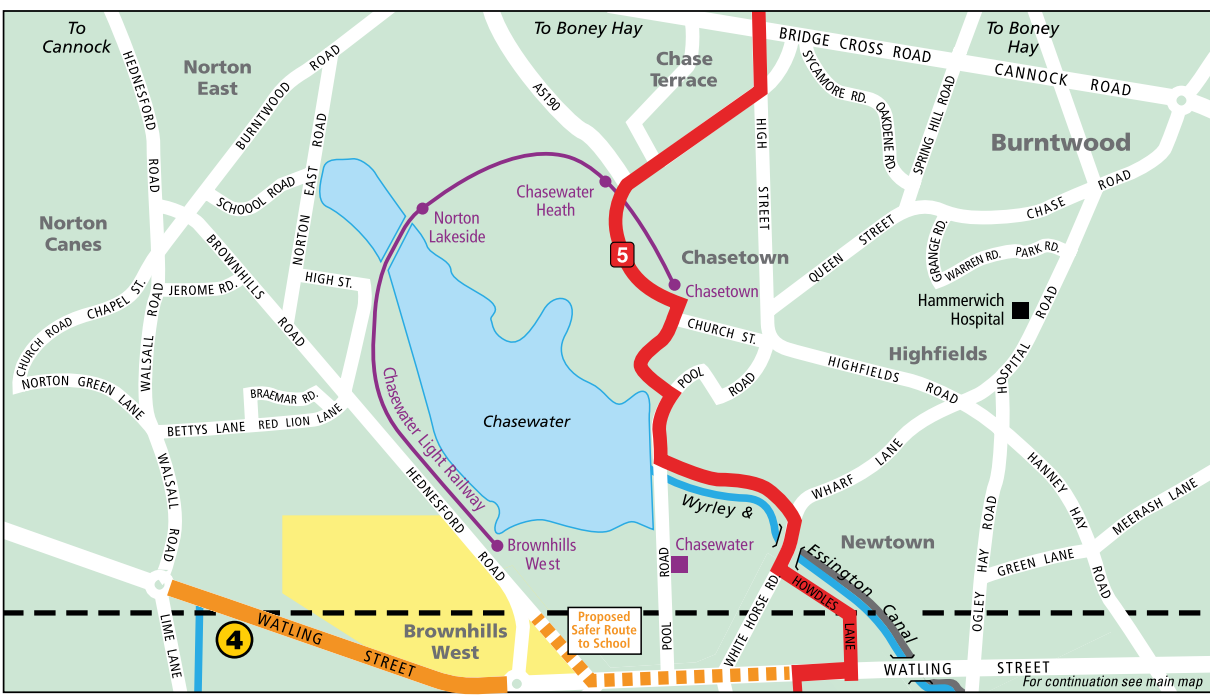 To
Cannock
To Boney Hay
To Boney
Hay
HEDNESFORD ROAD
Norton
East
BURNTWOOD ROAD
A5190
Chase
Terrace
BRIDGE CROSS ROAD
CANNOCK ROAD
SYCAMORE RD.
OAKDENE RD.
SPRING HILL ROAD
HIGH STREET
Burntwood
NORTON EAST ROAD
SCHOOOL ROAD
Chasewater
Heath
Norton
Lakeside
Norton
Canes
BROWNHILLS ROAD
5
Chasetown
Chasetown
QUEEN STREET
CHASE ROAD
GRANGE RD.
WARREN RD.
PARK RD.
Hammerwich
Hospital
HIGH ST.
JEROME RD.
CHAPEL ST.
CHURCH ROAD
WALSALL ROAD
CHURCH ST.
HIGHFIELDS ROAD
Highfields
HOSPITAL ROAD
POOL ROAD
NORTON GREEN LANE
BRAEMAR RD.
BETTYS LANE
RED LION LANE
Chasewater Light Railway
Chasewater
WALSALL ROAD
HEDNESFORD ROAD
WHARF LANE
HANNEY HAY ROAD
MEERASH LANE
GREEN LANE
OGLEY HAY ROAD
Wyrley &
Essington Canal
Newtown
Chasewater
Brownhills
West
POOL ROAD
WHITE HORSE RD.
HOWDLES LANE
Proposed
Safer Route
to School
LIME LANE
4
WATLING STREET
Brownhills
West
WATLING STREET
For continuation see main map